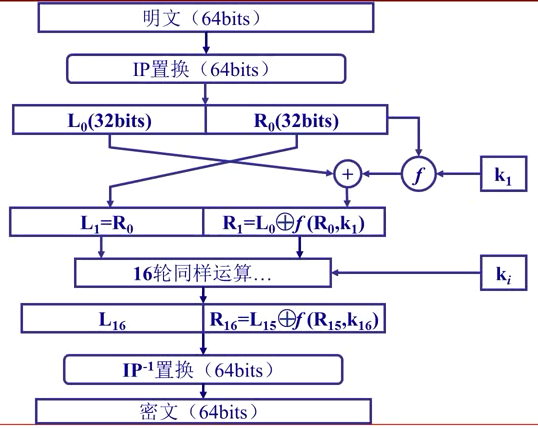 明文（64bits）
IP置换（64bits）
L₀(32bits) R₀(32bits)
+ f k₁
L₁=R₀ R₁=L₀⊕f(R₀,k₁)
16轮同样运算… kᵢ
L₁₆ R₁₆=L₁₅⊕f(R₁₅,k₁₆)
IP⁻¹置换（64bits）
密文（64bits）